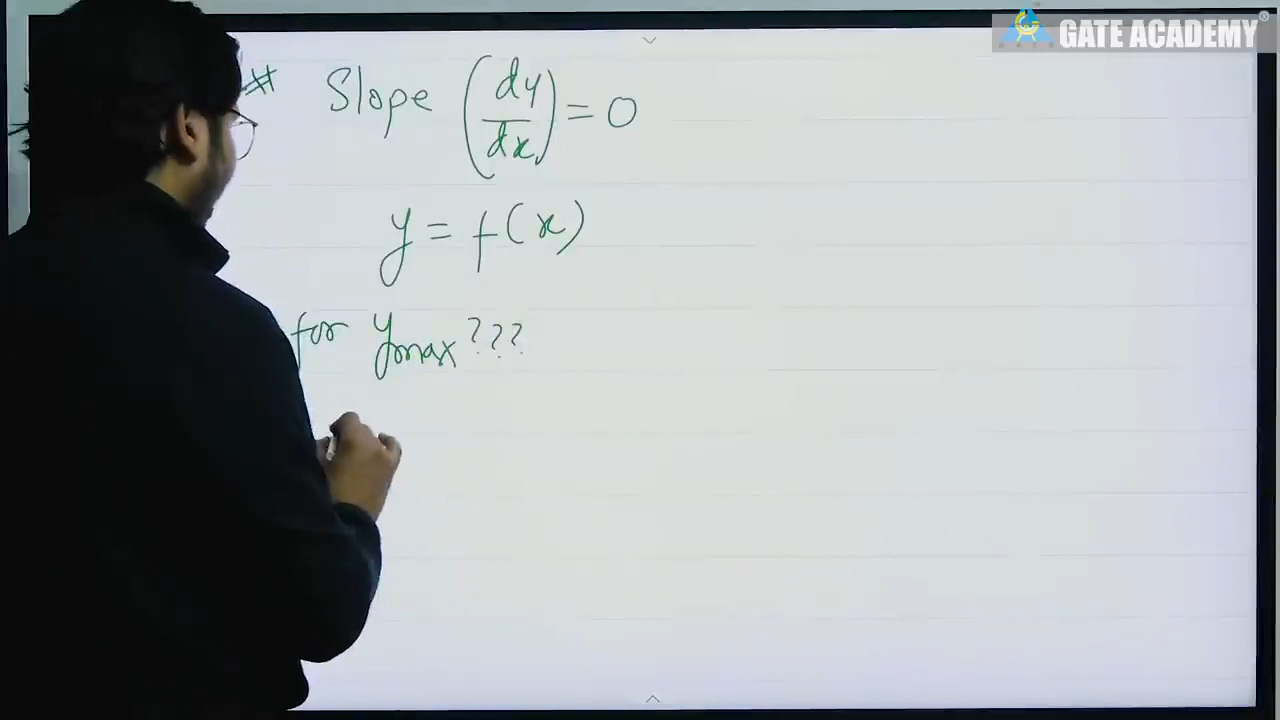 GATE ACADEMY®
# Slope (dy/dx) = 0
y = f(x)
for ymax ???